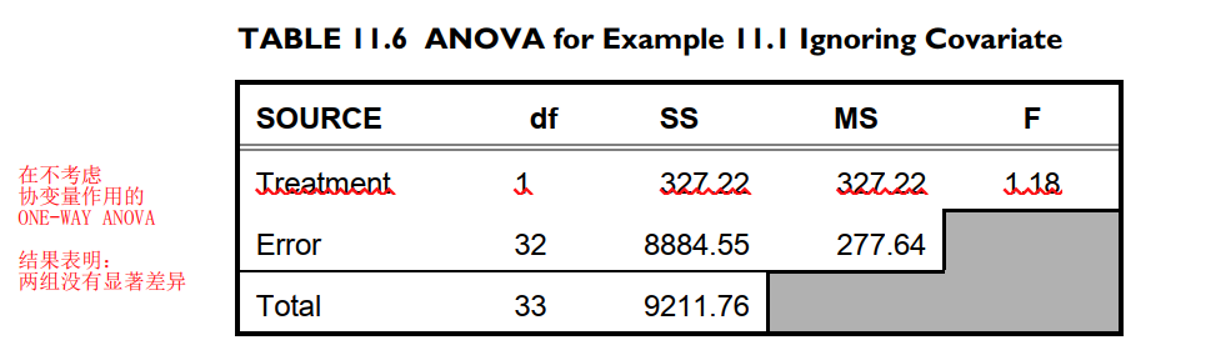 TABLE 11.6 ANOVA for Example 11.1 Ignoring Covariate
SOURCE df SS MS F
Treatment 1 327.22 327.22 1.18
Error 32 8884.55 277.64
Total 33 9211.76
在不考虑
协变量作用的
ONE-WAY ANOVA
结果表明:
两组没有显著差异